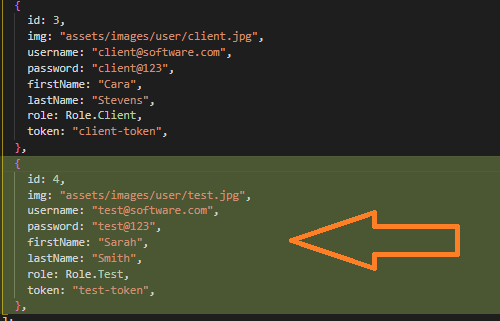 {
id: 3,
img: "assets/images/user/client.jpg",
username: "client@software.com",
password: "client@123",
firstName: "Cara",
lastName: "Stevens",
role: Role.Client,
token: "client-token",
},
{
id: 4,
img: "assets/images/user/test.jpg",
username: "test@software.com",
password: "test@123",
firstName: "Sarah",
lastName: "Smith",
role: Role.Test,
token: "test-token",
},
];